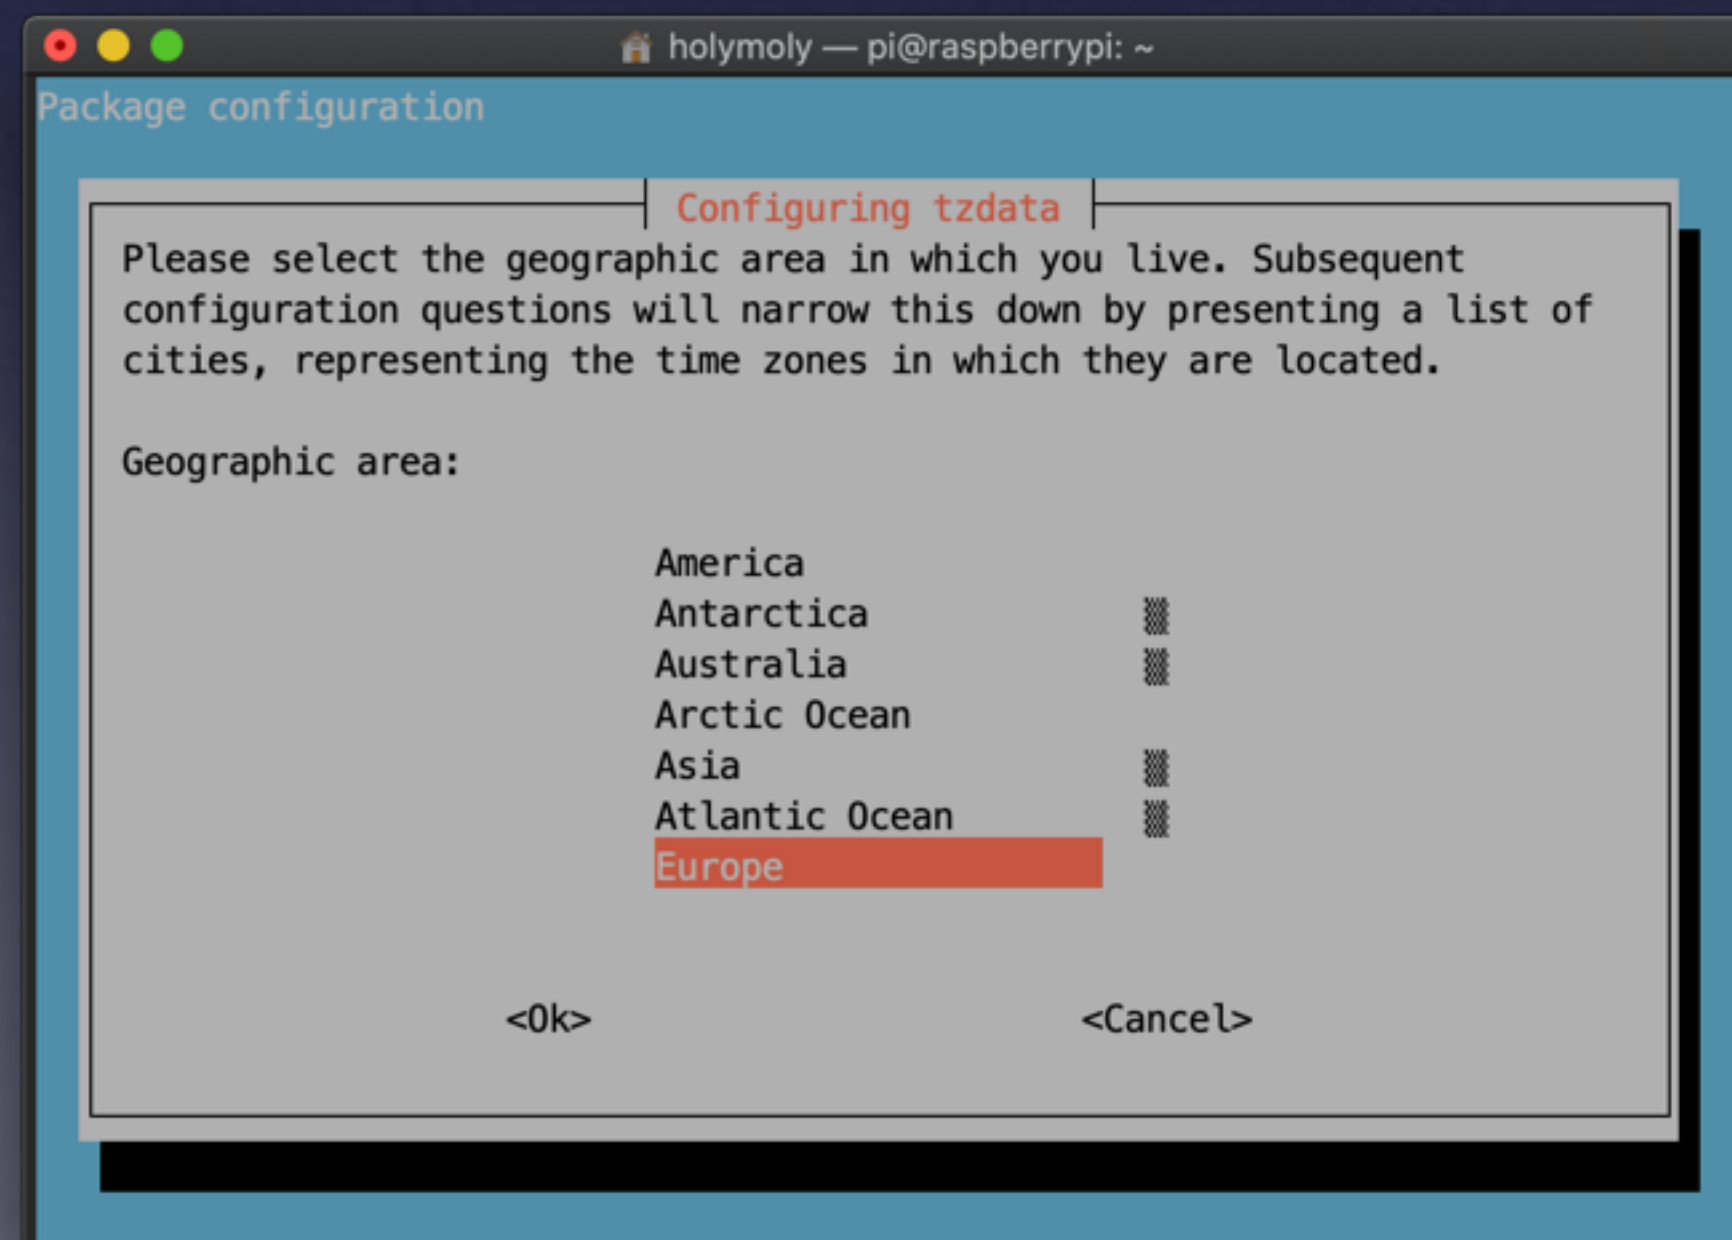 holymoly — pi@raspberrypi: ~
Package configuration
Configuring tzdata
Please select the geographic area in which you live. Subsequent
configuration questions will narrow this down by presenting a list of
cities, representing the time zones in which they are located.
Geographic area:
America
Antarctica
Australia
Arctic Ocean
Asia
Atlantic Ocean
Europe
<Ok> <Cancel>